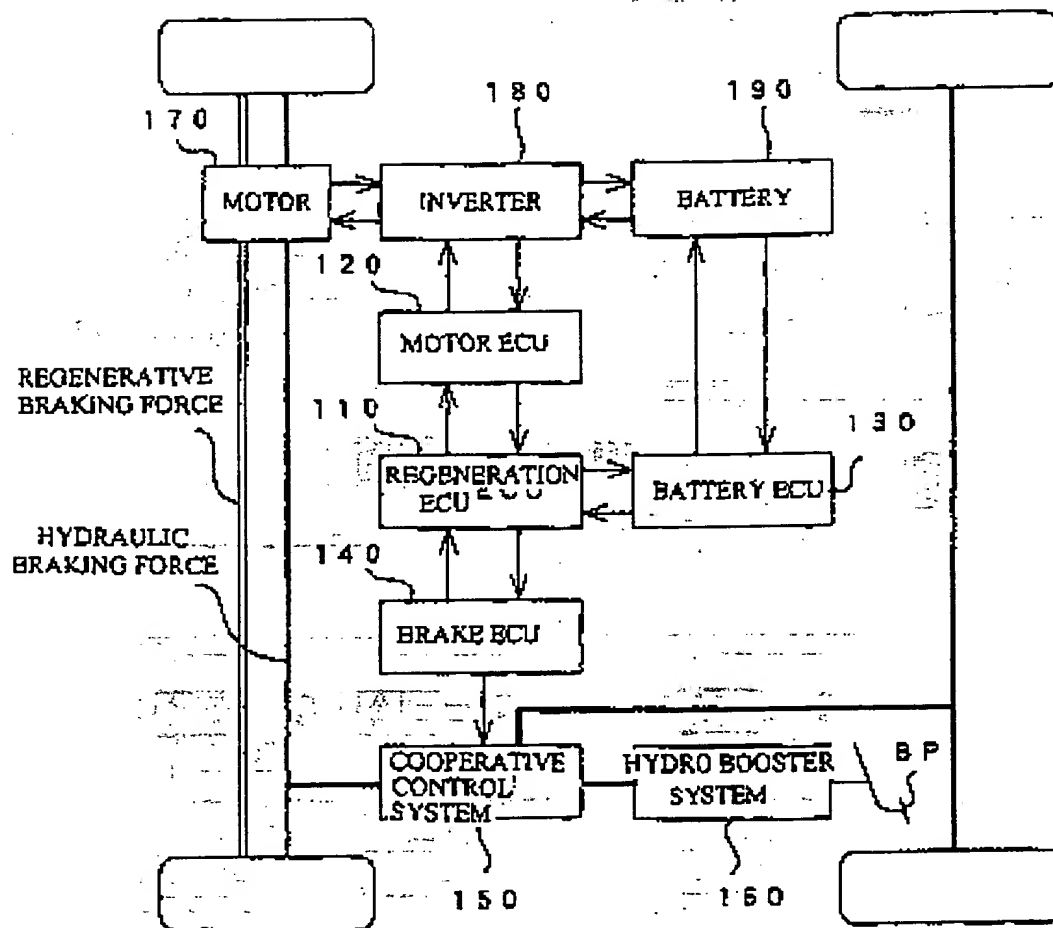 180
190
170
MOTOR
INVERTER
BATTERY
120
MOTOR ECU
REGENERATIVE
BRAKING FORCE
110
130
REGENERATION
ECU ECU
BATTERY ECU
HYDRAULIC
BRAKING FORCE
140
BRAKE ECU
COOPERATIVE
CONTROL
SYSTEM
HYDRO BOOSTER
SYSTEM
BP
150
160